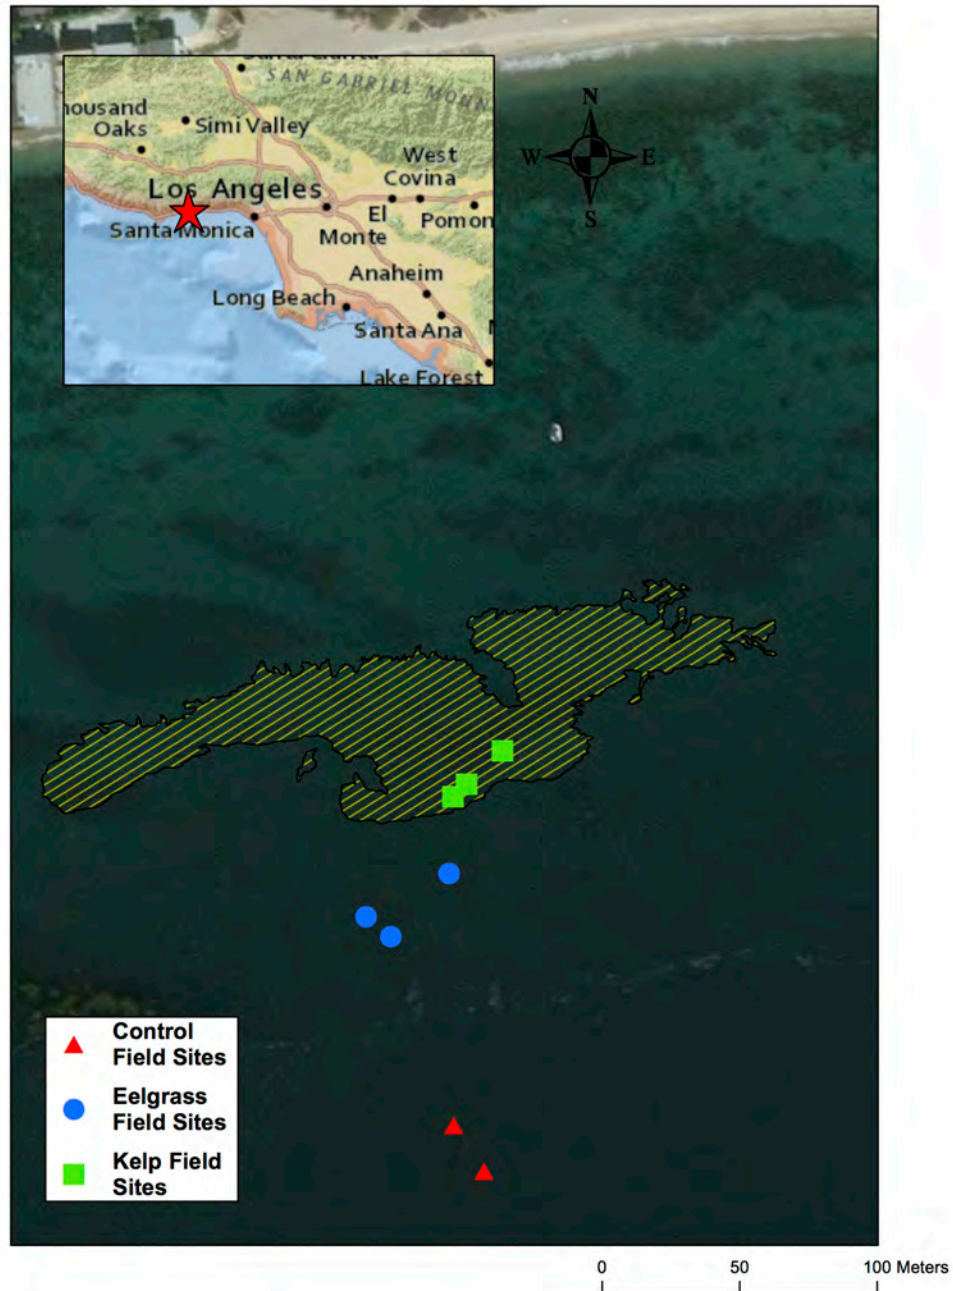 SAN GABRIEL MOUN
housand
Oaks
Simi Valley
West
Covina
Los Angeles
El
Monte
Pomon
Santa Monica
Anaheim
Long Beach
Santa Ana
Lake Forest
N
W
E
S
Control
Field Sites
Eelgrass
Field Sites
Kelp Field
Sites
0
50
100 Meters